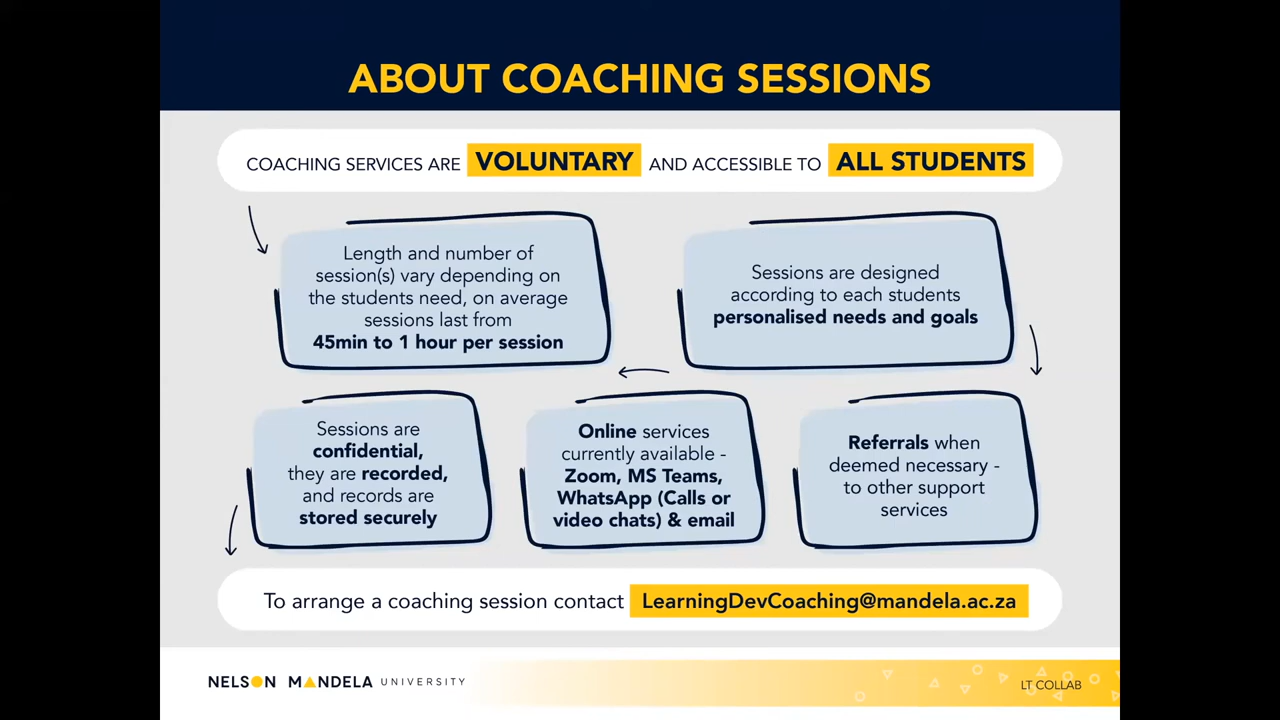 ABOUT COACHING SESSIONS
COACHING SERVICES ARE VOLUNTARY AND ACCESSIBLE TO ALL STUDENTS
Length and number of
session(s) vary depending on
the students need, on average
sessions last from
45min to 1 hour per session
Sessions are designed
according to each students
personalised needs and goals
Sessions are
confidential,
they are recorded,
and records are
stored securely
Online services
currently available -
Zoom, MS Teams,
WhatsApp (Calls or
video chats) & email
Referrals when
deemed necessary -
to other support
services
To arrange a coaching session contact LearningDevCoaching@mandela.ac.za
NELSON MANDELA UNIVERSITY
LT COLLAB